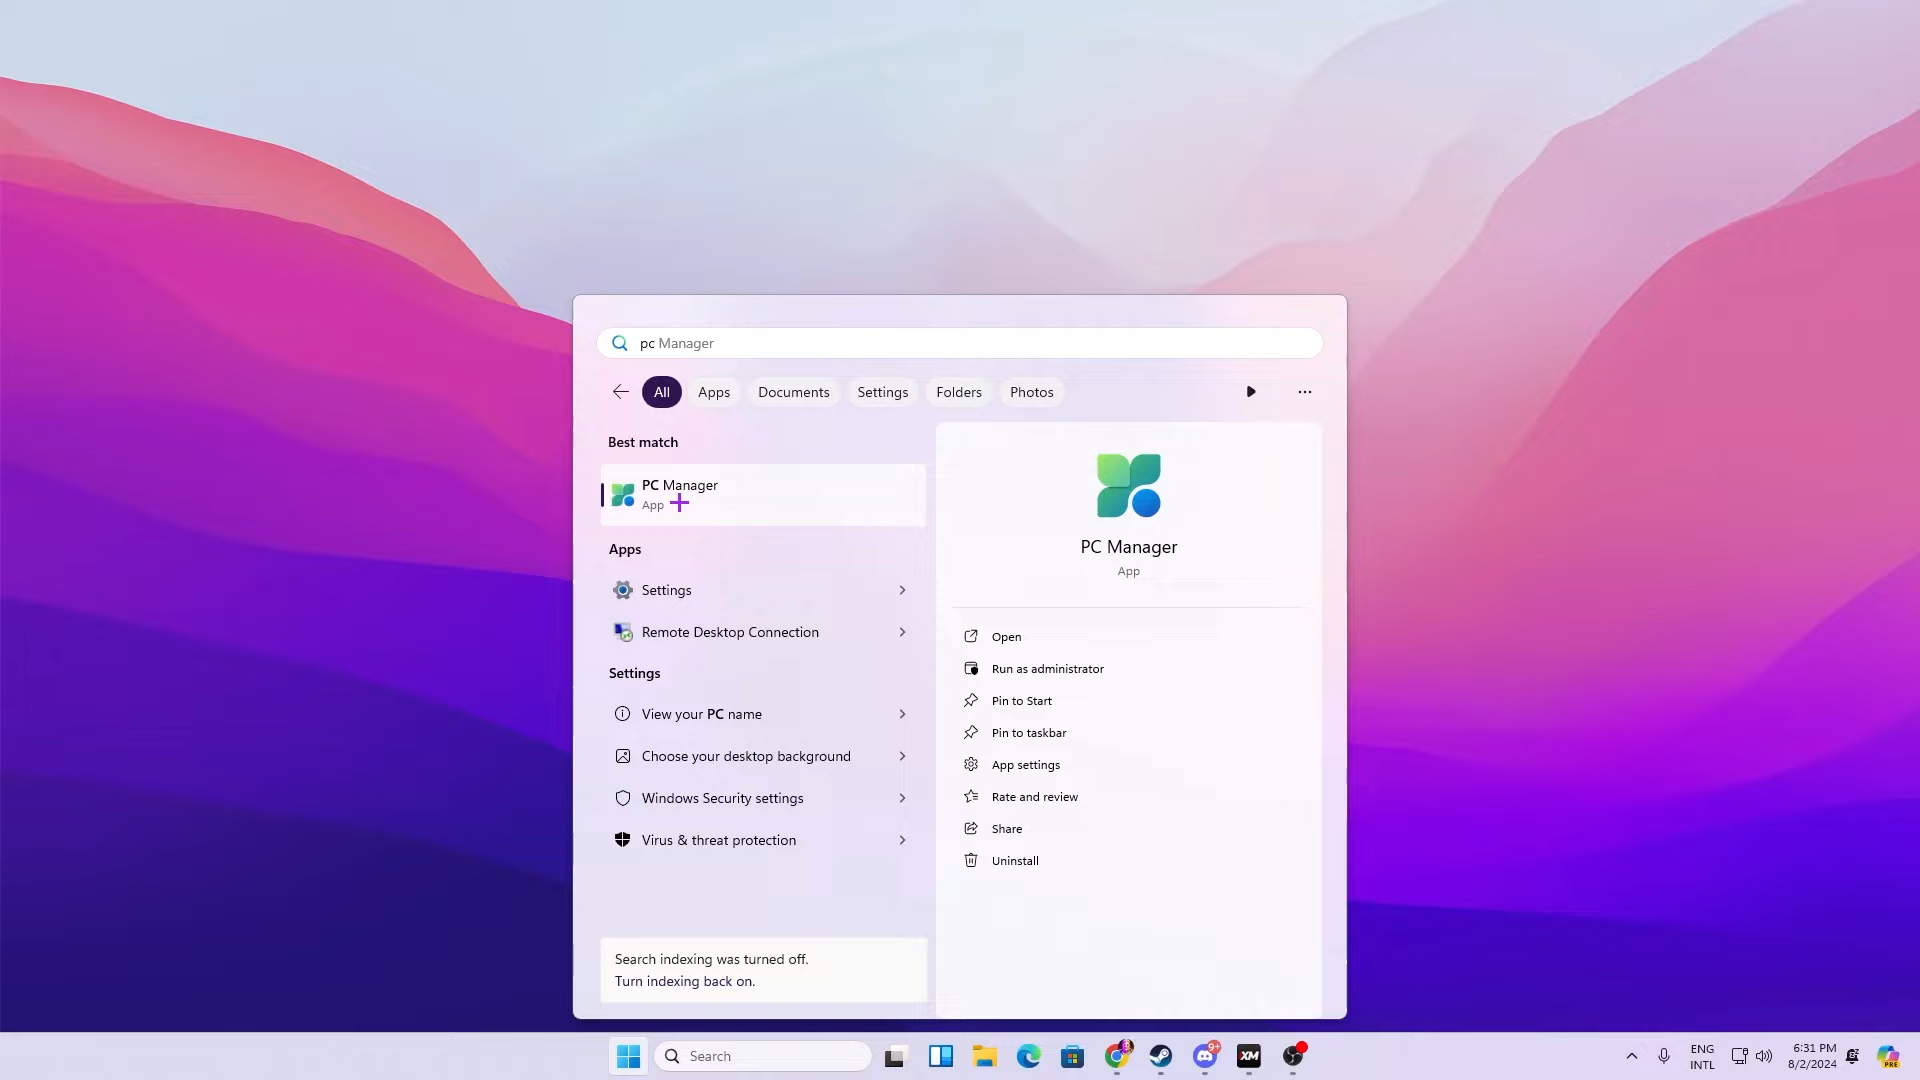 pc Manager
All
Apps
Documents
Settings
Folders
Photos
Best match
PC Manager
App
Apps
Settings
Remote Desktop Connection
Settings
View your PC name
Choose your desktop background
Windows Security settings
Virus & threat protection
Search indexing was turned off.
Turn indexing back on.
PC Manager
App
Open
Run as administrator
Pin to Start
Pin to taskbar
App settings
Rate and review
Share
Uninstall
Search
9+
XM
ENG
INTL
6:31 PM
8/2/2024
PRE